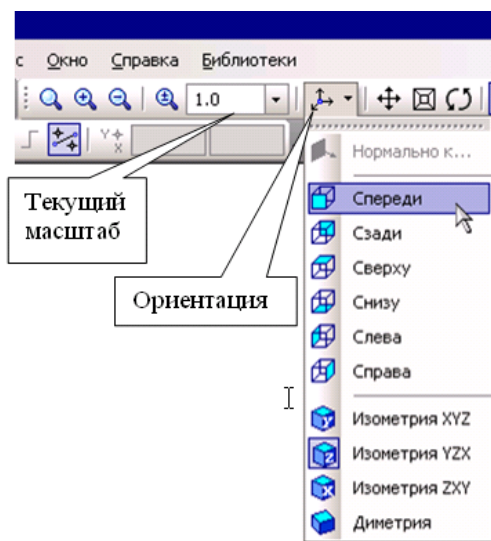 с Окно Справка Библиотеки
1.0
Y
X
Нормально к...
Текущий
масштаб
Спереди
Сзади
Сверху
Ориентация
Снизу
Слева
Справа
Изометрия XYZ
Изометрия YZX
Изометрия ZXY
Диметрия